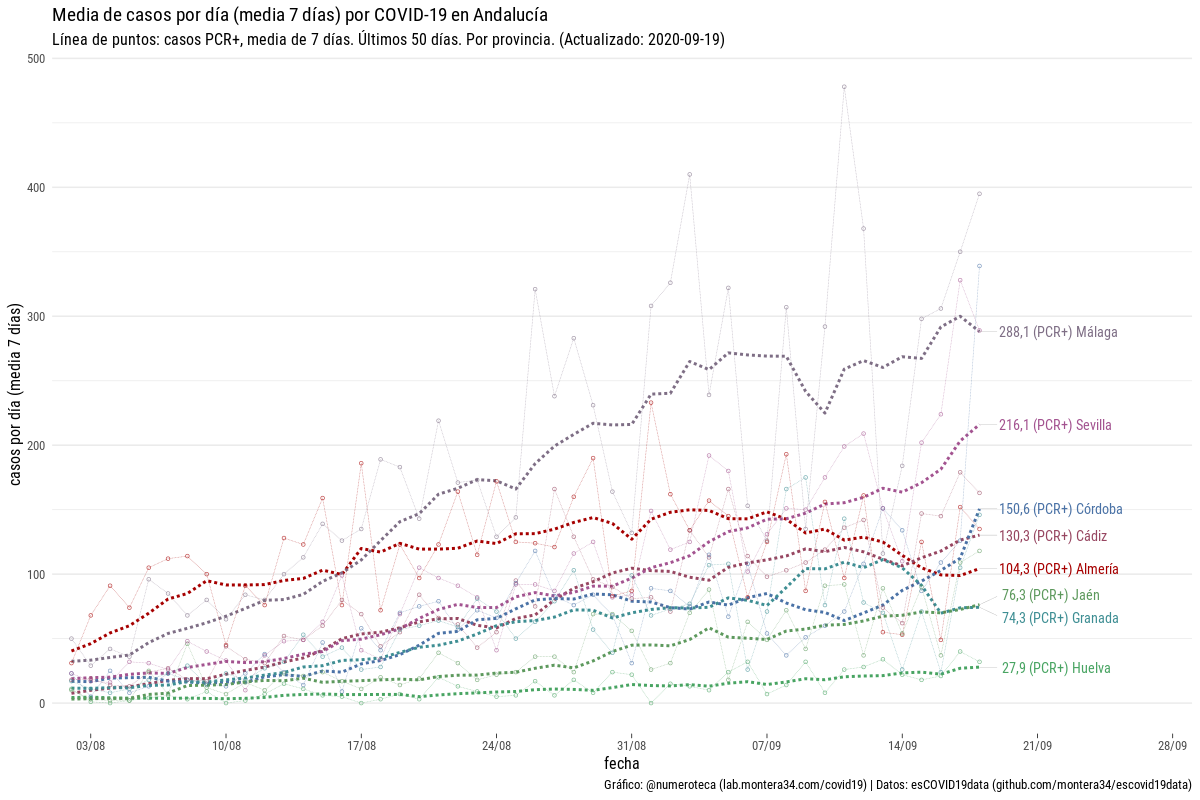 Media de casos por día (media 7 días) por COVID-19 en Andalucía
Línea de puntos: casos PCR+, media de 7 días. Últimos 50 días. Por provincia. (Actualizado: 2020-09-19)
casos por día (media 7 días)
500
400
300
200
100
0
288,1 (PCR+) Málaga
216,1 (PCR+) Sevilla
150,6 (PCR+) Córdoba
130,3 (PCR+) Cádiz
104,3 (PCR+) Almería
76,3 (PCR+) Jaén
74,3 (PCR+) Granada
27,9 (PCR+) Huelva
03/08 10/08 17/08 24/08 31/08 07/09 14/09 21/09 28/09
fecha
Gráfico: @numeroteca (lab.montera34.com/covid19) | Datos: esCOVID19data (github.com/montera34/escovid19data)